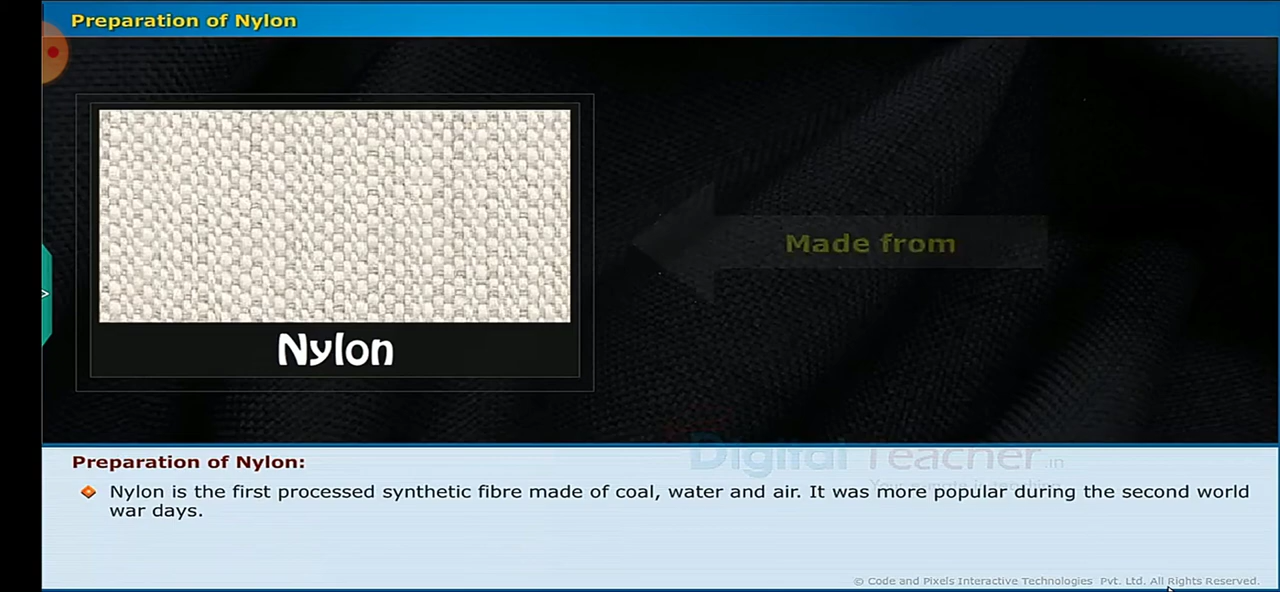 Preparation of Nylon
Made from
Nylon
Preparation of Nylon:
Digital Teacher.in
Nylon is the first processed synthetic fibre made of coal, water and air. It was more popular during the second world
war days.
© Code and Pixels Interactive Technologies Pvt. Ltd. All Rights Reserved.